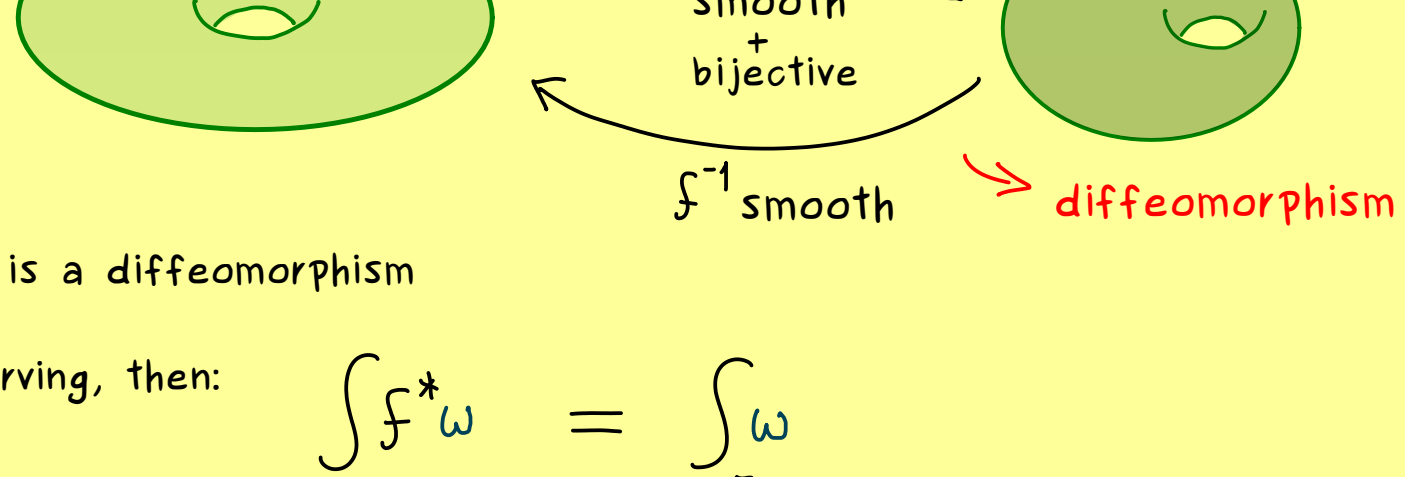 smooth
+
bijective
f⁻¹ smooth
diffeomorphism
is a diffeomorphism
rving, then: ∫ f*ω = ∫ ω